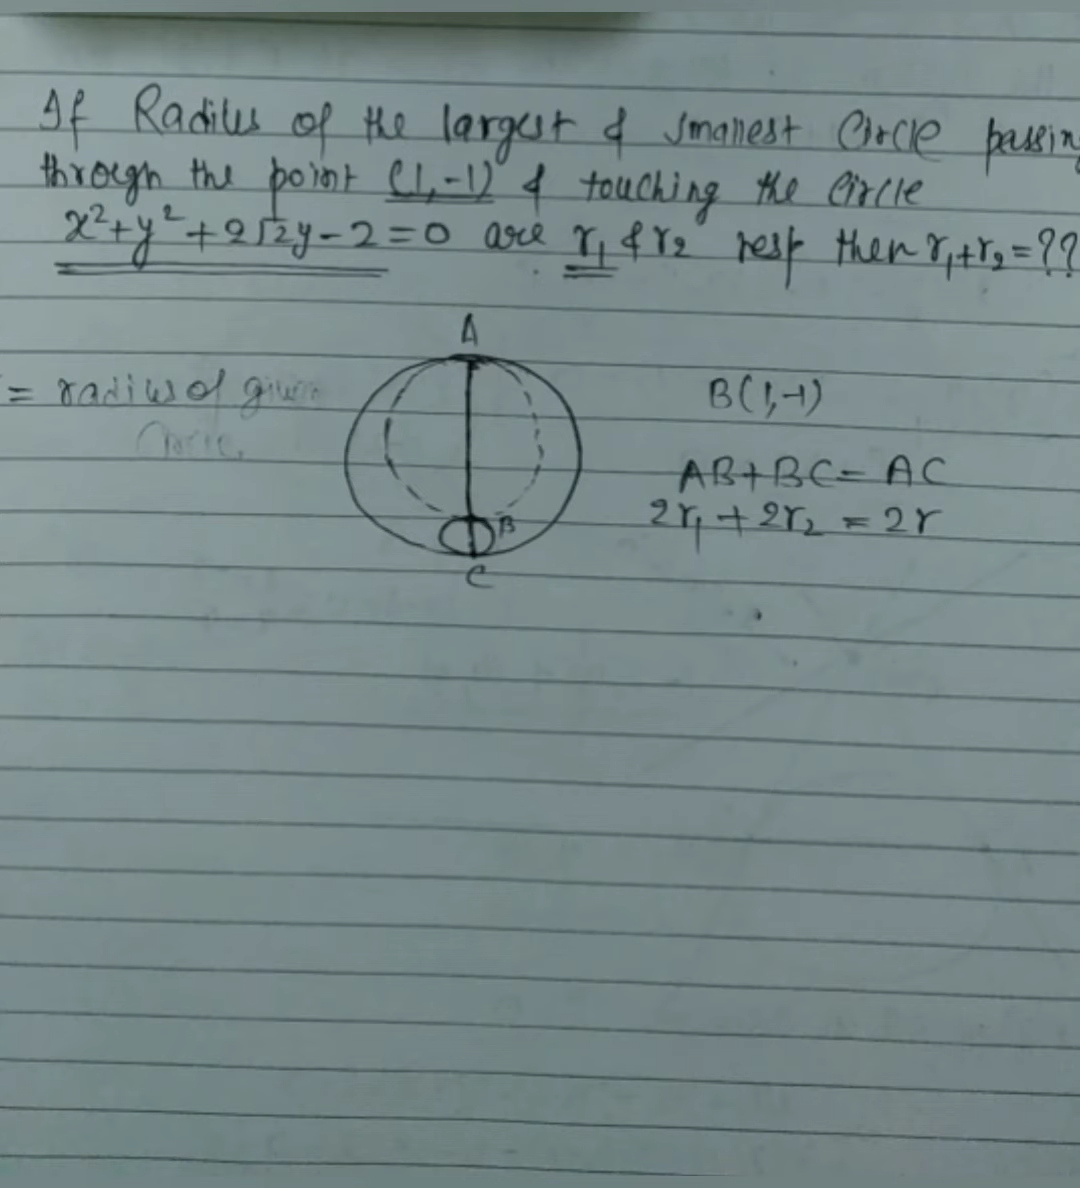 If Radius of the largest & smallest Circle passing
through the point (1,-1) & touching the Circle
x²+y²+2√2y-2=0 are r₁ & r₂ resp then r₁+r₂=??
A
= radius of given
Circle
B(1,-1)
AB+BC=AC
2r₁+2r₂=2r
B
C